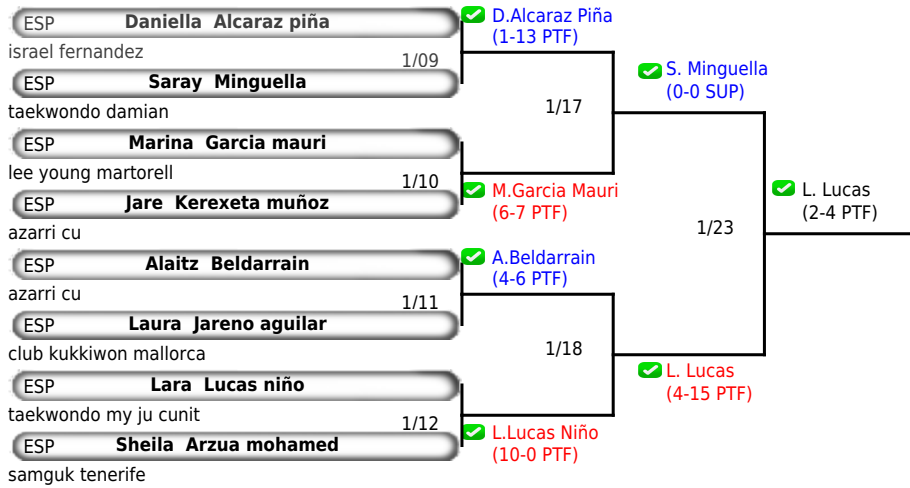 ESP Daniella Alcaraz piña
israel fernandez
1/09
ESP Saray Minguella
taekwondo damian
ESP Marina Garcia mauri
lee young martorell
1/10
ESP Jare Kerexeta muñoz
azarri cu
ESP Alaitz Beldarrain
azarri cu
1/11
ESP Laura Jareno aguilar
club kukkiwon mallorca
ESP Lara Lucas niño
taekwondo my ju cunit
1/12
ESP Sheila Arzua mohamed
samguk tenerife
D.Alcaraz Piña
(1-13 PTF)
1/17
M.Garcia Mauri
(6-7 PTF)
A.Beldarrain
(4-6 PTF)
1/18
L.Lucas Niño
(10-0 PTF)
S. Minguella
(0-0 SUP)
1/23
L. Lucas
(4-15 PTF)
L. Lucas
(2-4 PTF)